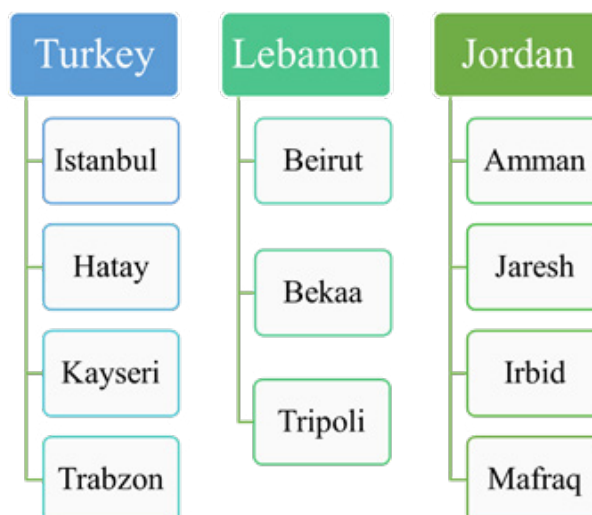 Turkey
Istanbul
Hatay
Kayseri
Trabzon
Lebanon
Beirut
Bekaa
Tripoli
Jordan
Amman
Jaresh
Irbid
Mafraq